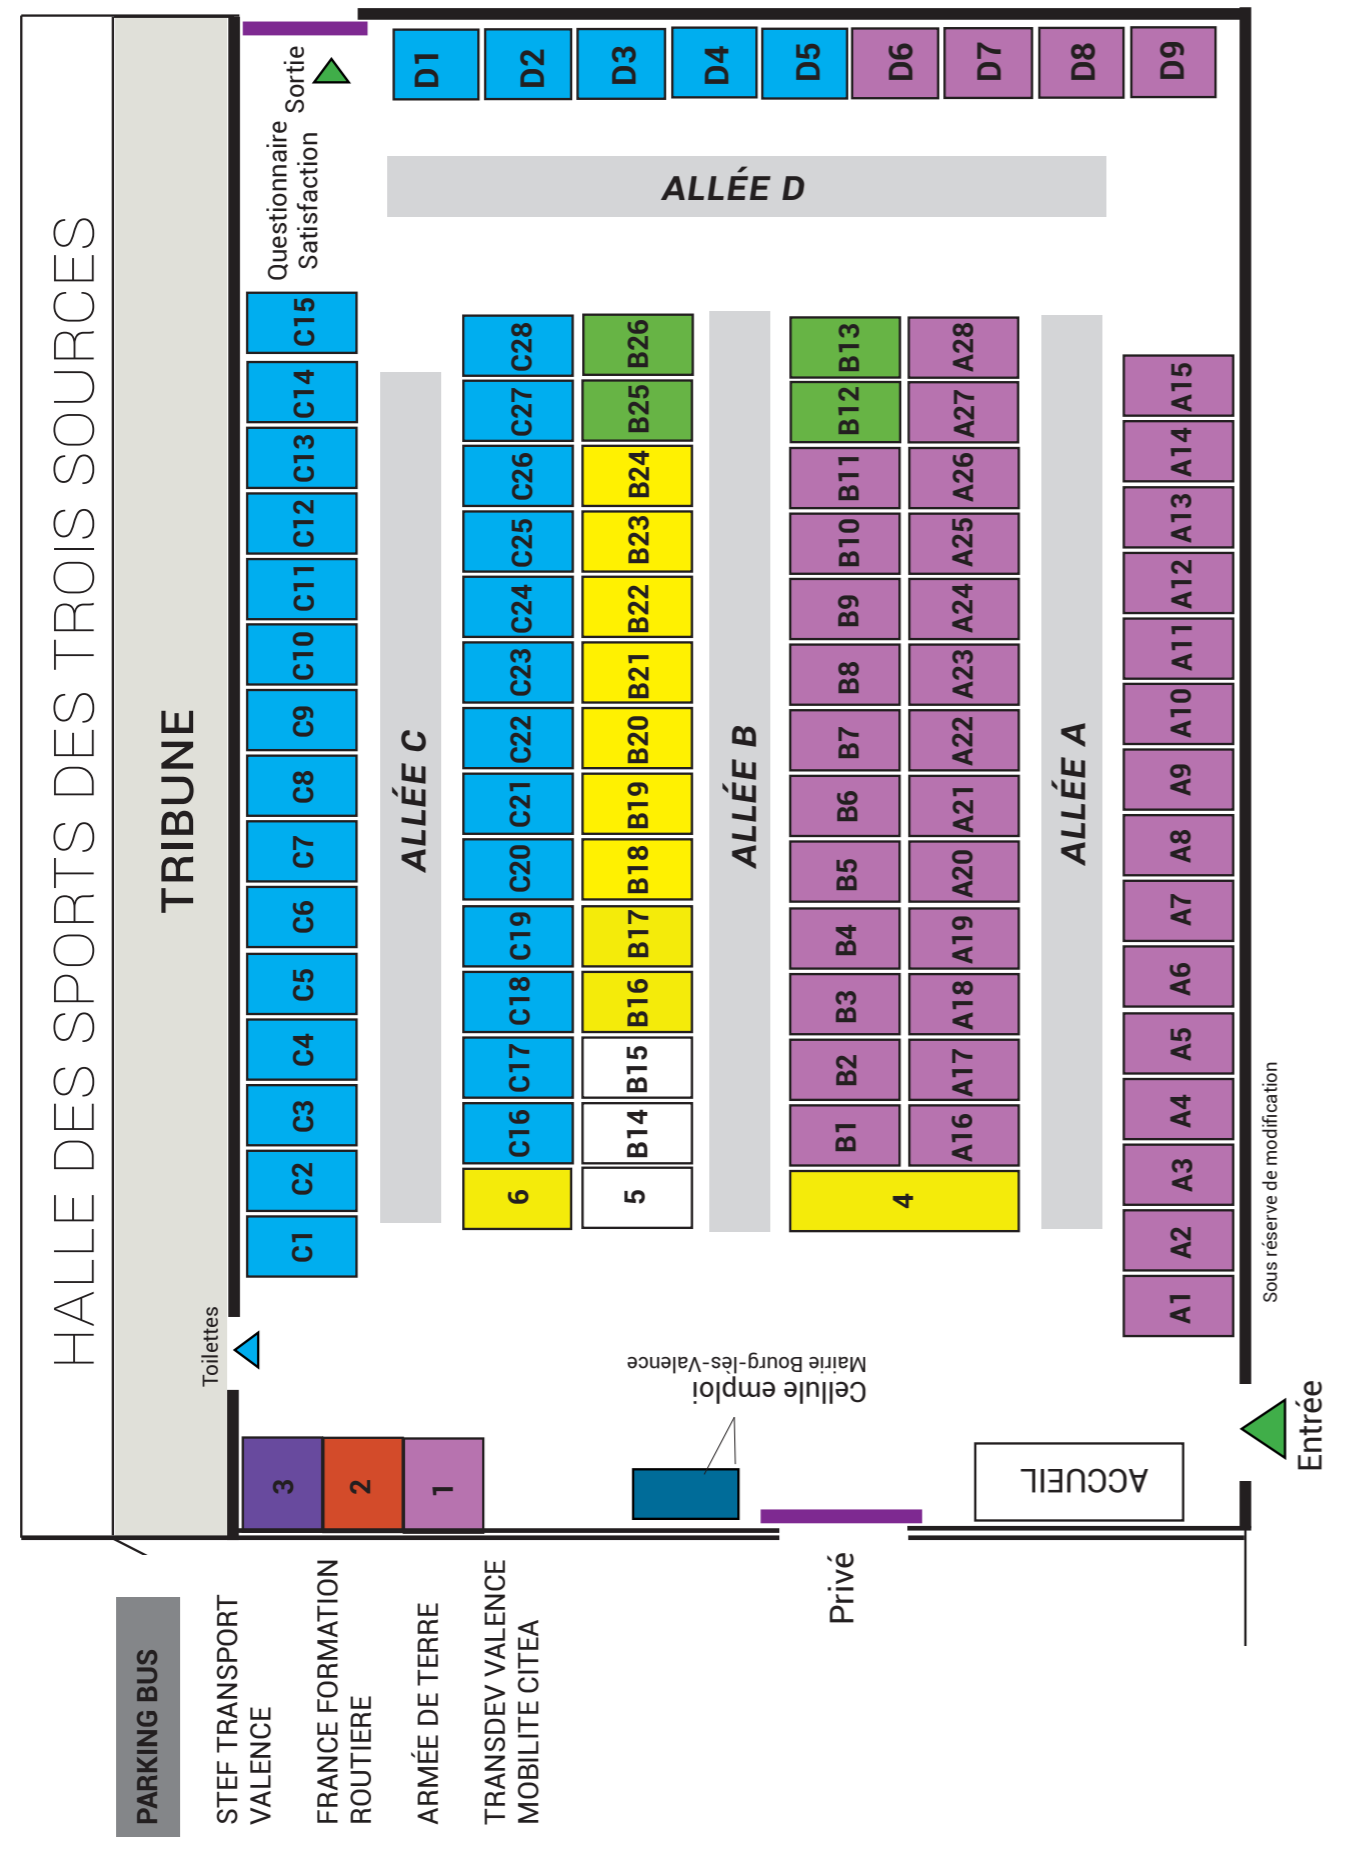 HALLE DES SPORTS DES TROIS SOURCES
TRIBUNE
Toilettes
Questionnaire
Satisfaction
Sortie
C1
C2
C3
C4
C5
C6
C7
C8
C9
C10
C11
C12
C13
C14
C15
ALLÉE C
6
C16
C17
C18
C19
C20
C21
C22
C23
C24
C25
C26
C27
C28
5
B14
B15
B16
B17
B18
B19
B20
B21
B22
B23
B24
B25
B26
ALLÉE B
4
B1
B2
B3
B4
B5
B6
B7
B8
B9
B10
B11
B12
B13
A16
A17
A18
A19
A20
A21
A22
A23
A24
A25
A26
A27
A28
ALLÉE A
A1
A2
A3
A4
A5
A6
A7
A8
A9
A10
A11
A12
A13
A14
A15
D1
D2
D3
D4
D5
D6
D7
D8
D9
ALLÉE D
3
2
1
Cellule emploi
Mairie Bourg-lès-Valence
ACCUEIL
Privé
Entrée
Sous réserve de modification
PARKING BUS
STEF TRANSPORT
VALENCE
FRANCE FORMATION
ROUTIERE
ARMÉE DE TERRE
TRANSDEV VALENCE
MOBILITE CITEA